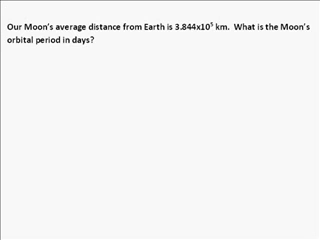 Our Moon's average distance from Earth is 3.844x10⁵ km.  What is the Moon's
orbital period in days?